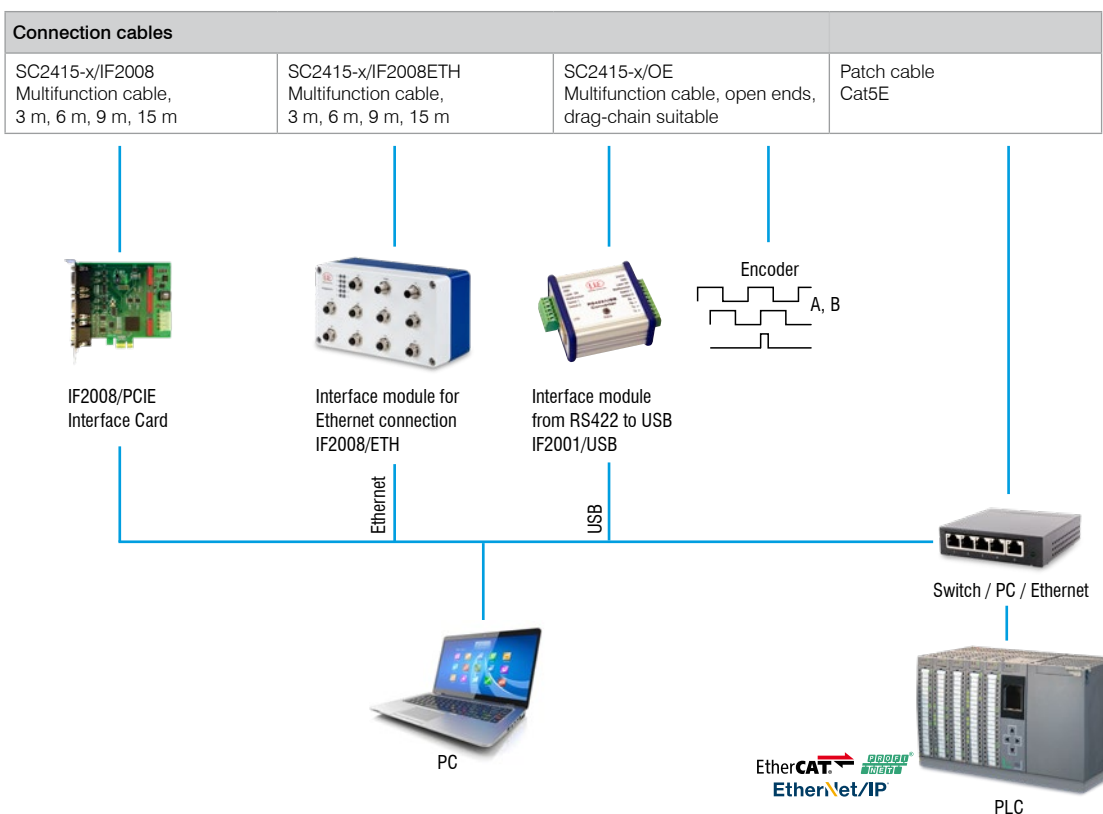 Connection cables
SC2415-x/IF2008
Multifunction cable,
3 m, 6 m, 9 m, 15 m
SC2415-x/IF2008ETH
Multifunction cable,
3 m, 6 m, 9 m, 15 m
SC2415-x/OE
Multifunction cable, open ends,
drag-chain suitable
Patch cable
Cat5E
Encoder
A, B
IF2008/PCIE
Interface Card
Interface module for
Ethernet connection
IF2008/ETH
Interface module
from RS422 to USB
IF2001/USB
Ethernet
USB
Switch / PC / Ethernet
PC
EtherCAT®
PROFI®
NET
EtherNet/IP
PLC